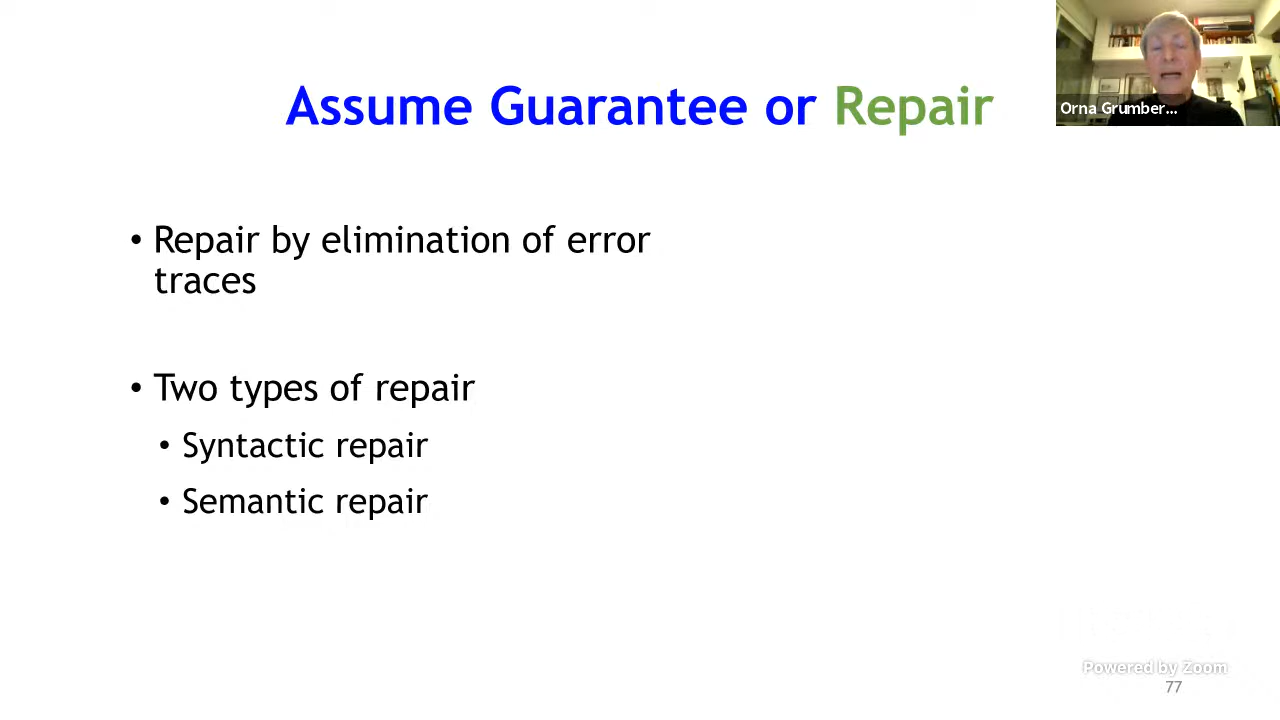 Assume Guarantee or Repair
Orna Grumber...
• Repair by elimination of error
traces
• Two types of repair
• Syntactic repair
• Semantic repair
Powered by Zoom
77